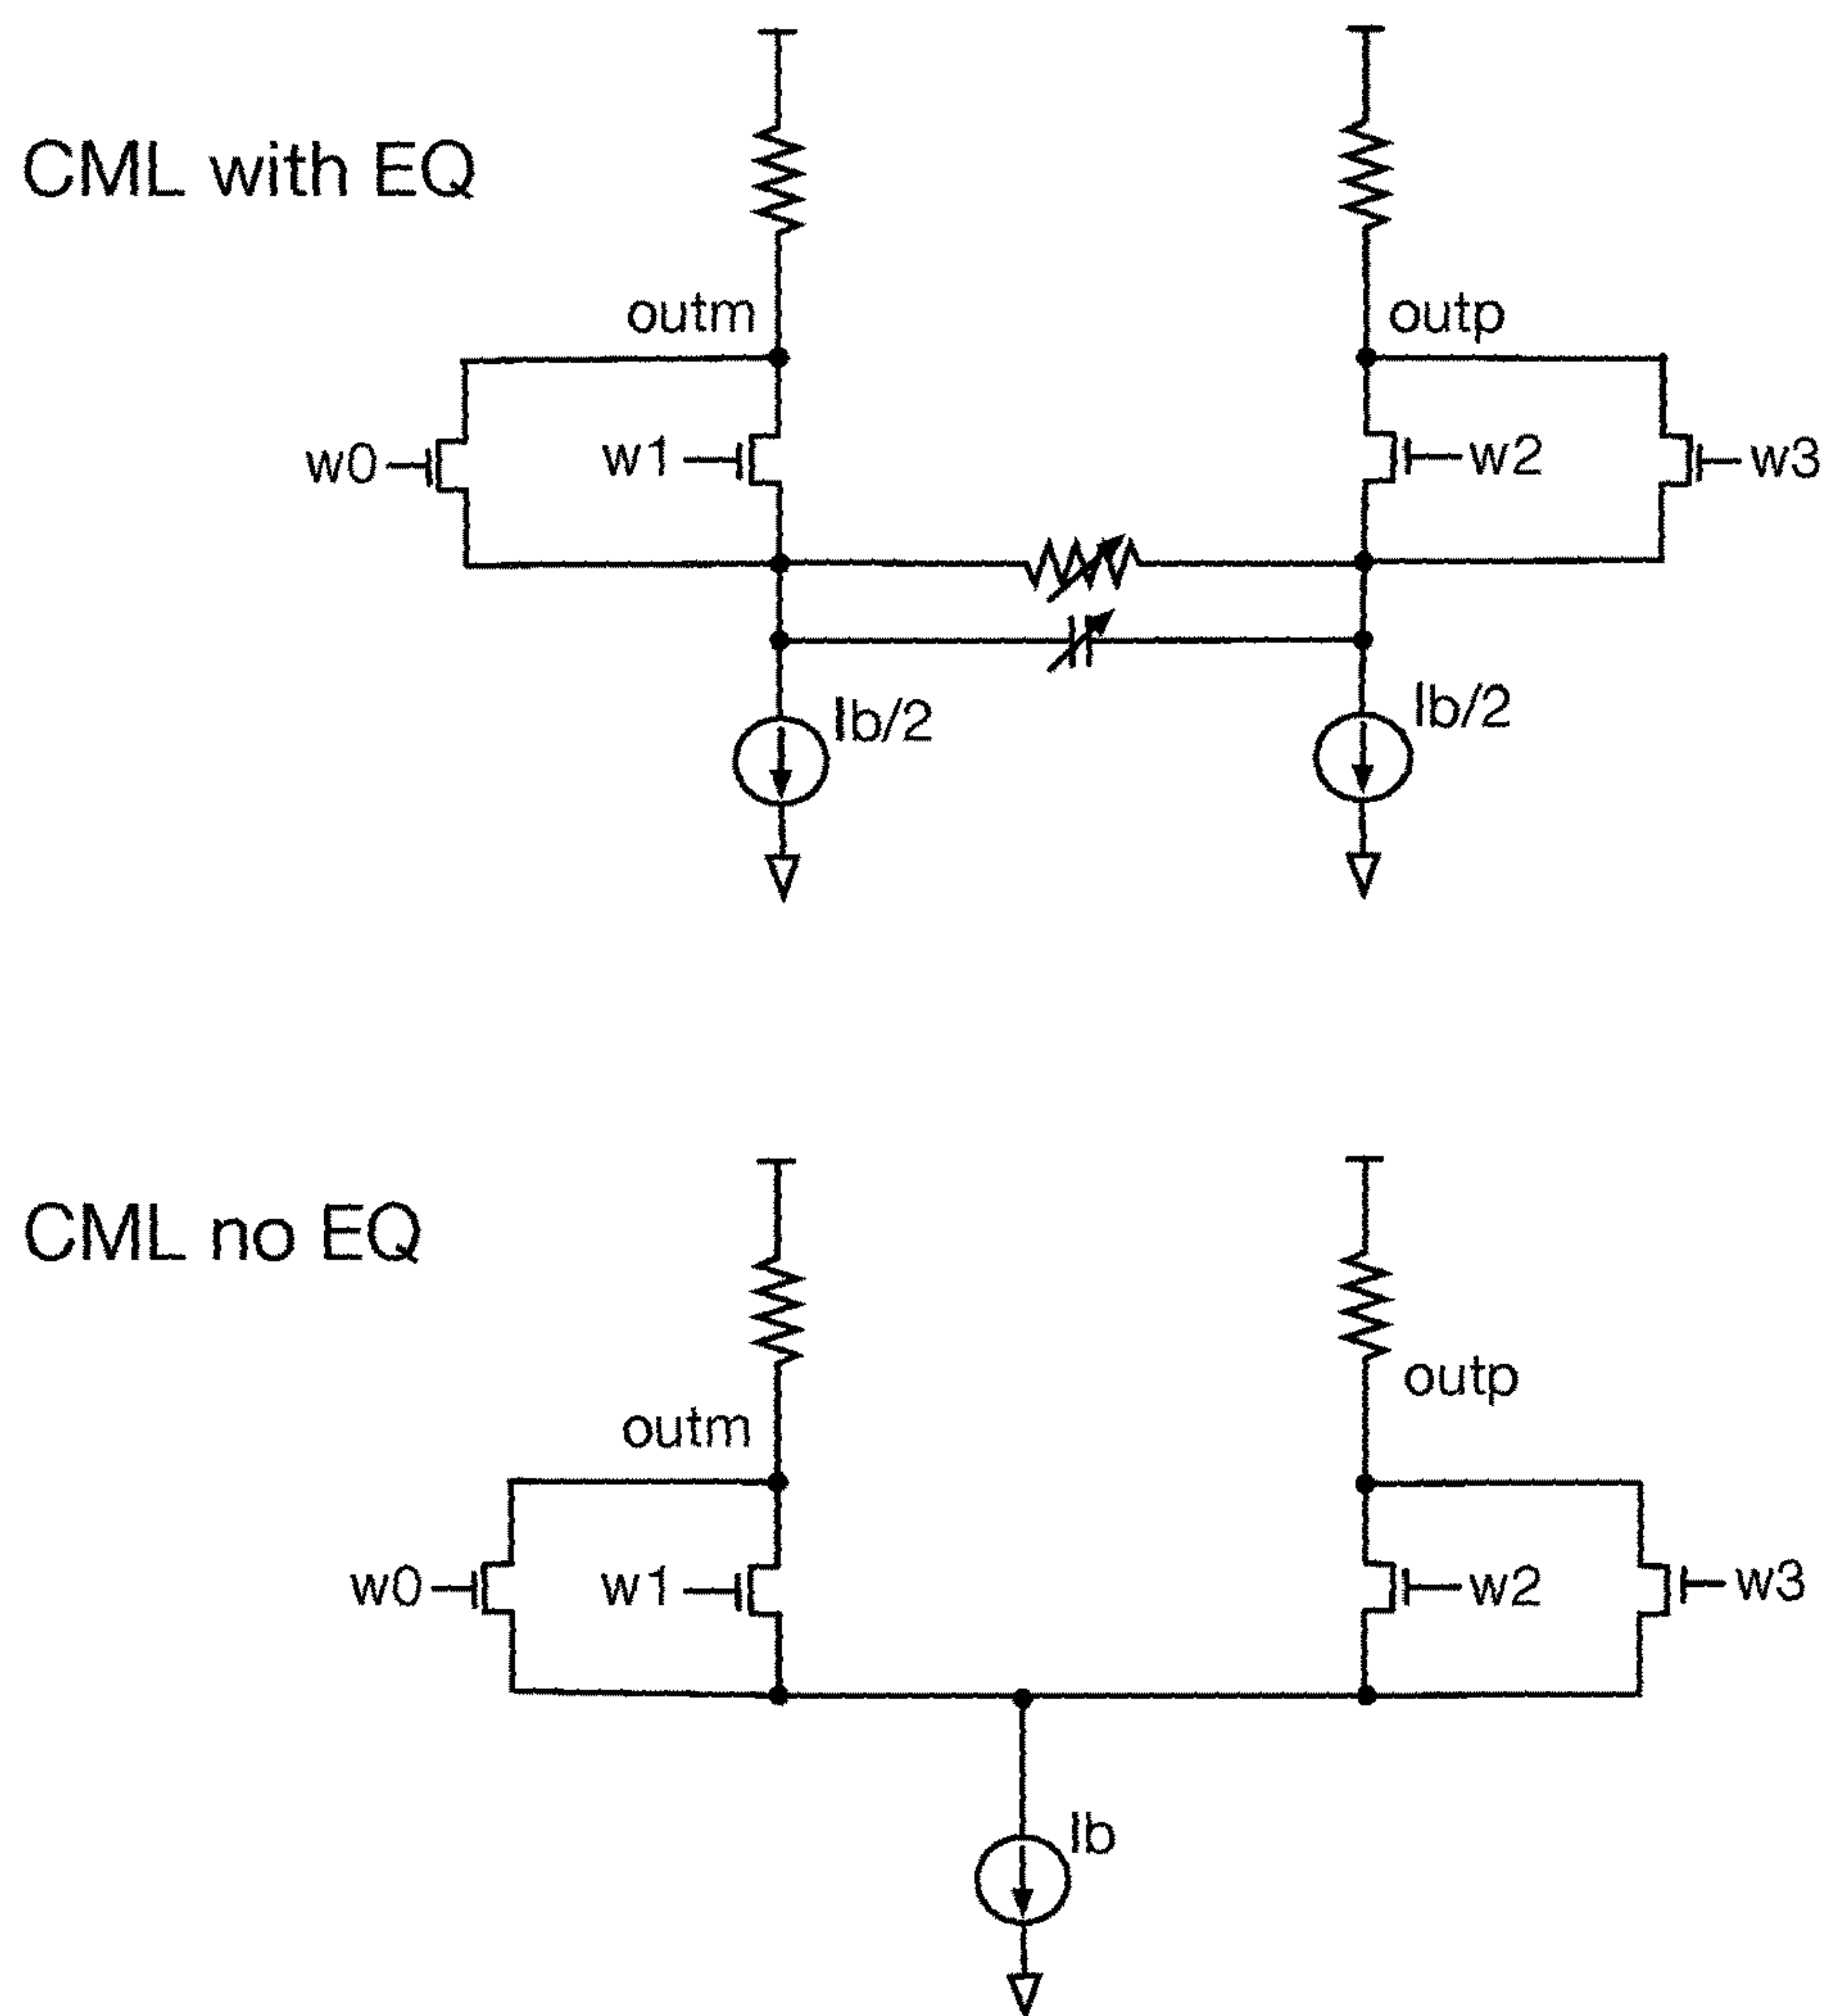 CML with EQ
outm
outp
w0
w1
w2
w3
Ib/2
Ib/2
CML no EQ
outp
outm
w0
w1
w2
w3
Ib